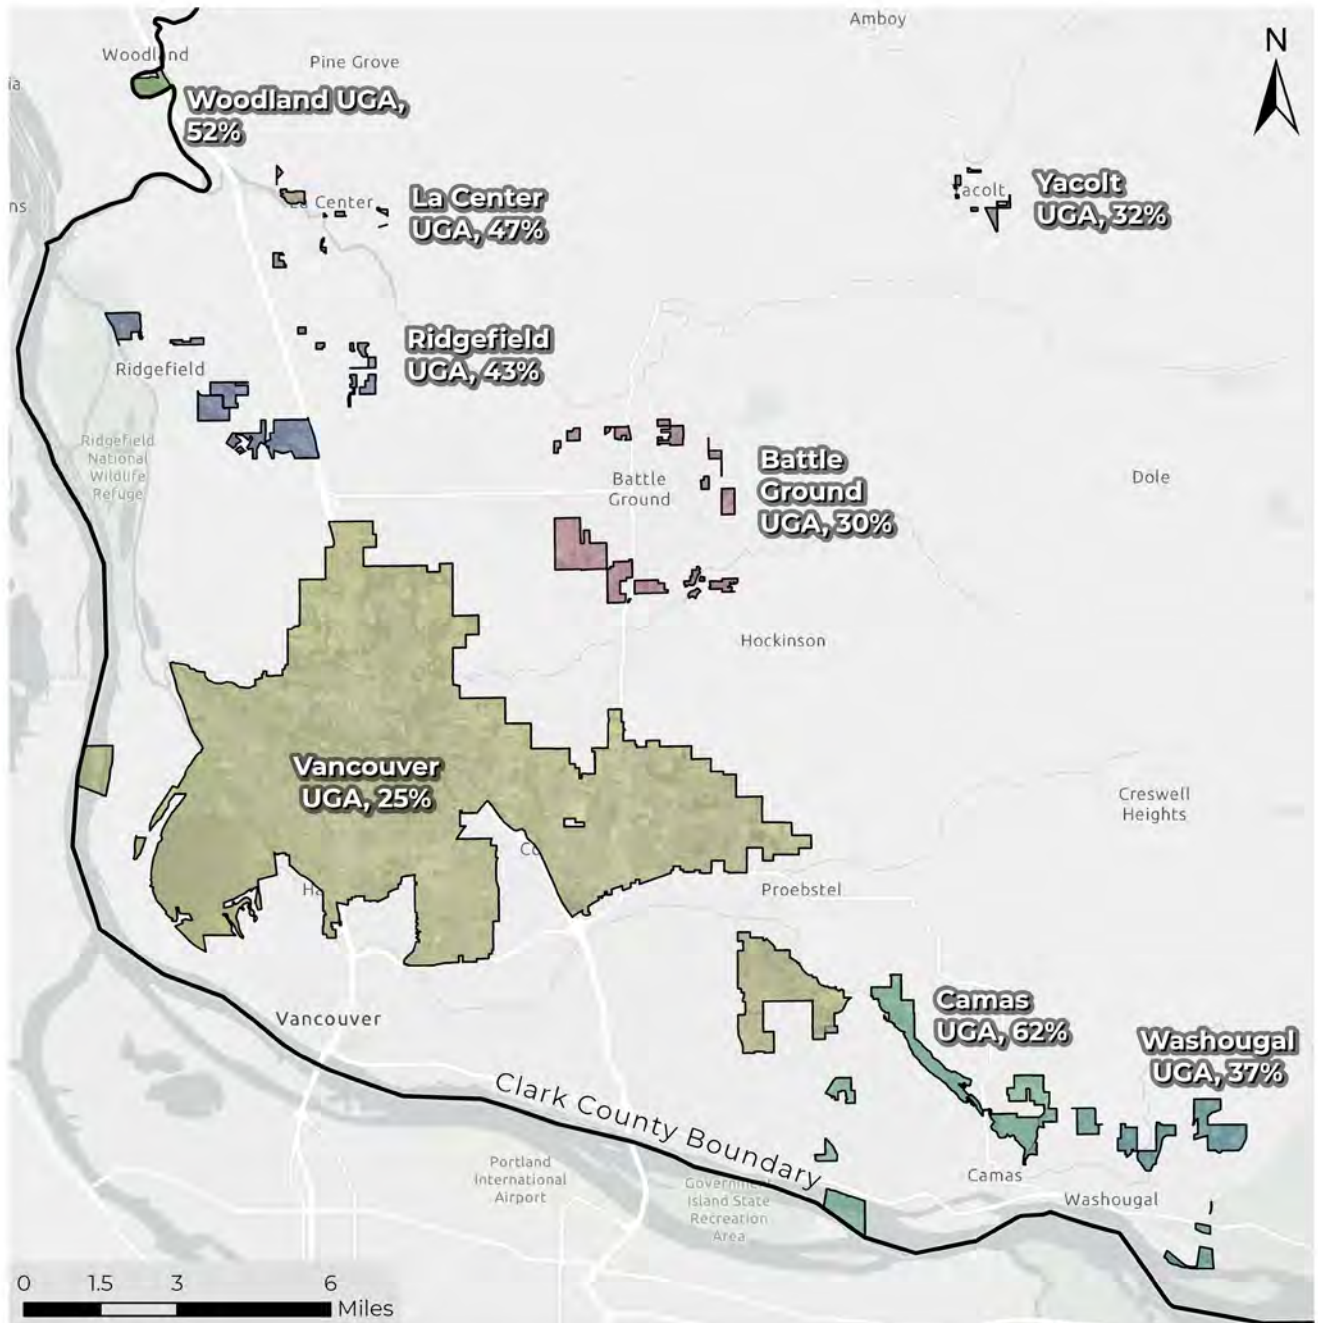 Amboy
Woodland
Pine Grove
N
Woodland UGA,
52%
La Center
La Center
UGA, 47%
Yacolt
Yacolt
UGA, 32%
Ridgefield
UGA, 43%
Ridgefield
Ridgefield
National
Wildlife
Refuge
Battle
Ground
Battle
Ground
UGA, 30%
Dole
Hockinson
Vancouver
UGA, 25%
Creswell
Heights
Proebstel
Camas
UGA, 62%
Washougal
UGA, 37%
Vancouver
Clark County Boundary
Portland
International
Airport
Government
Island State
Recreation
Area
Camas
Washougal
0 1.5 3 6
Miles